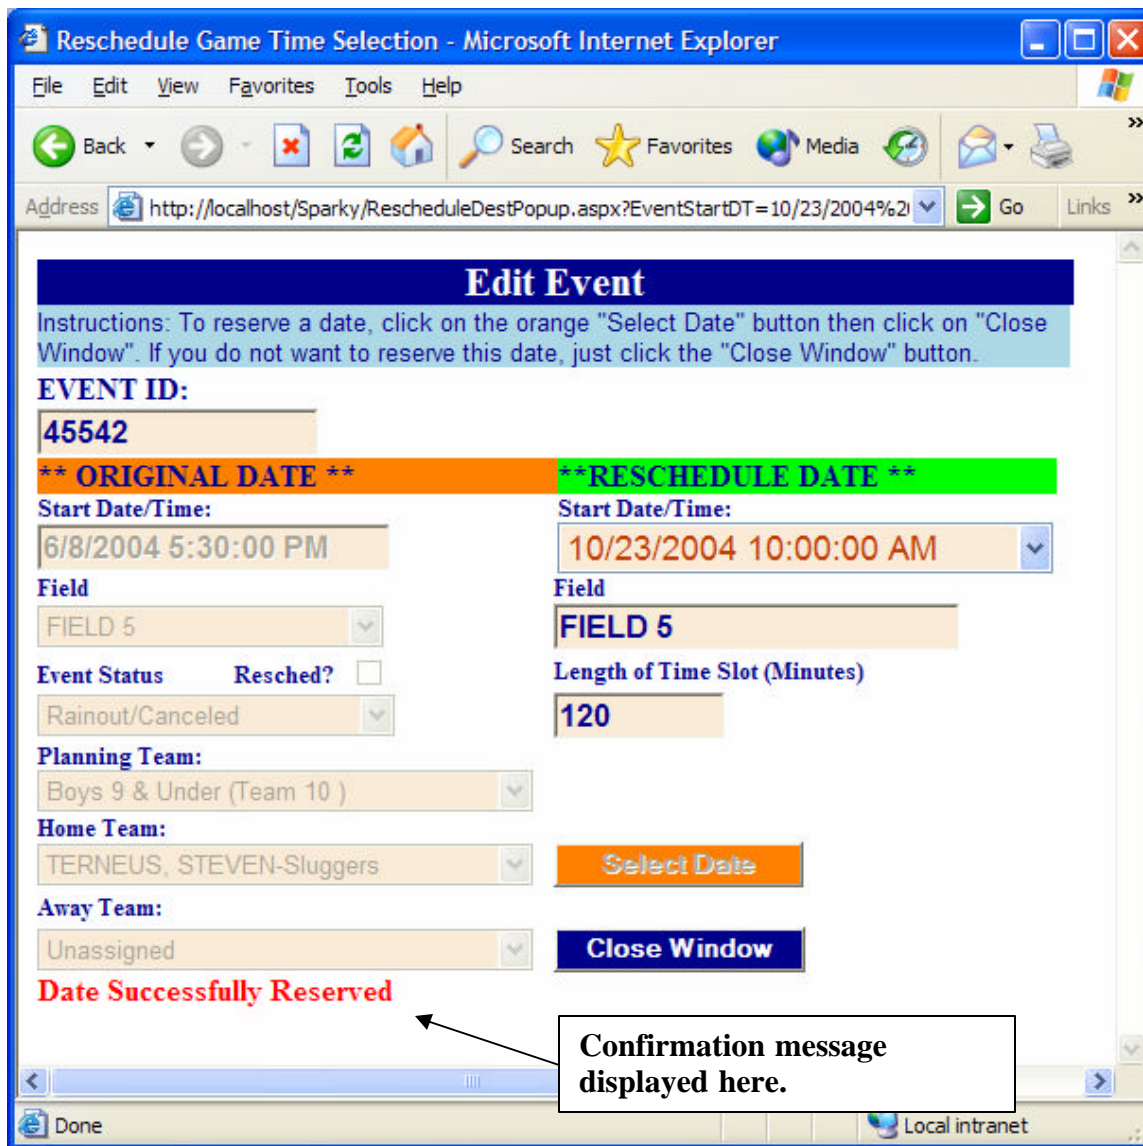 Reschedule Game Time Selection - Microsoft Internet Explorer
File Edit View Favorites Tools Help
Back Search Favorites Media
Address http://localhost/Sparky/RescheduleDestPopup.aspx?EventStartDT=10/23/2004%2 Go Links
Edit Event
Instructions: To reserve a date, click on the orange "Select Date" button then click on "Close
Window". If you do not want to reserve this date, just click the "Close Window" button.
EVENT ID:
45542
** ORIGINAL DATE ** **RESCHEDULE DATE **
Start Date/Time: Start Date/Time:
6/8/2004 5:30:00 PM 10/23/2004 10:00:00 AM
Field Field
FIELD 5 FIELD 5
Event Status Resched? Length of Time Slot (Minutes)
Rainout/Canceled 120
Planning Team:
Boys 9 & Under (Team 10 )
Home Team:
TERNEUS, STEVEN-Sluggers Select Date
Away Team:
Unassigned Close Window
Date Successfully Reserved
Confirmation message
displayed here.
Done Local intranet